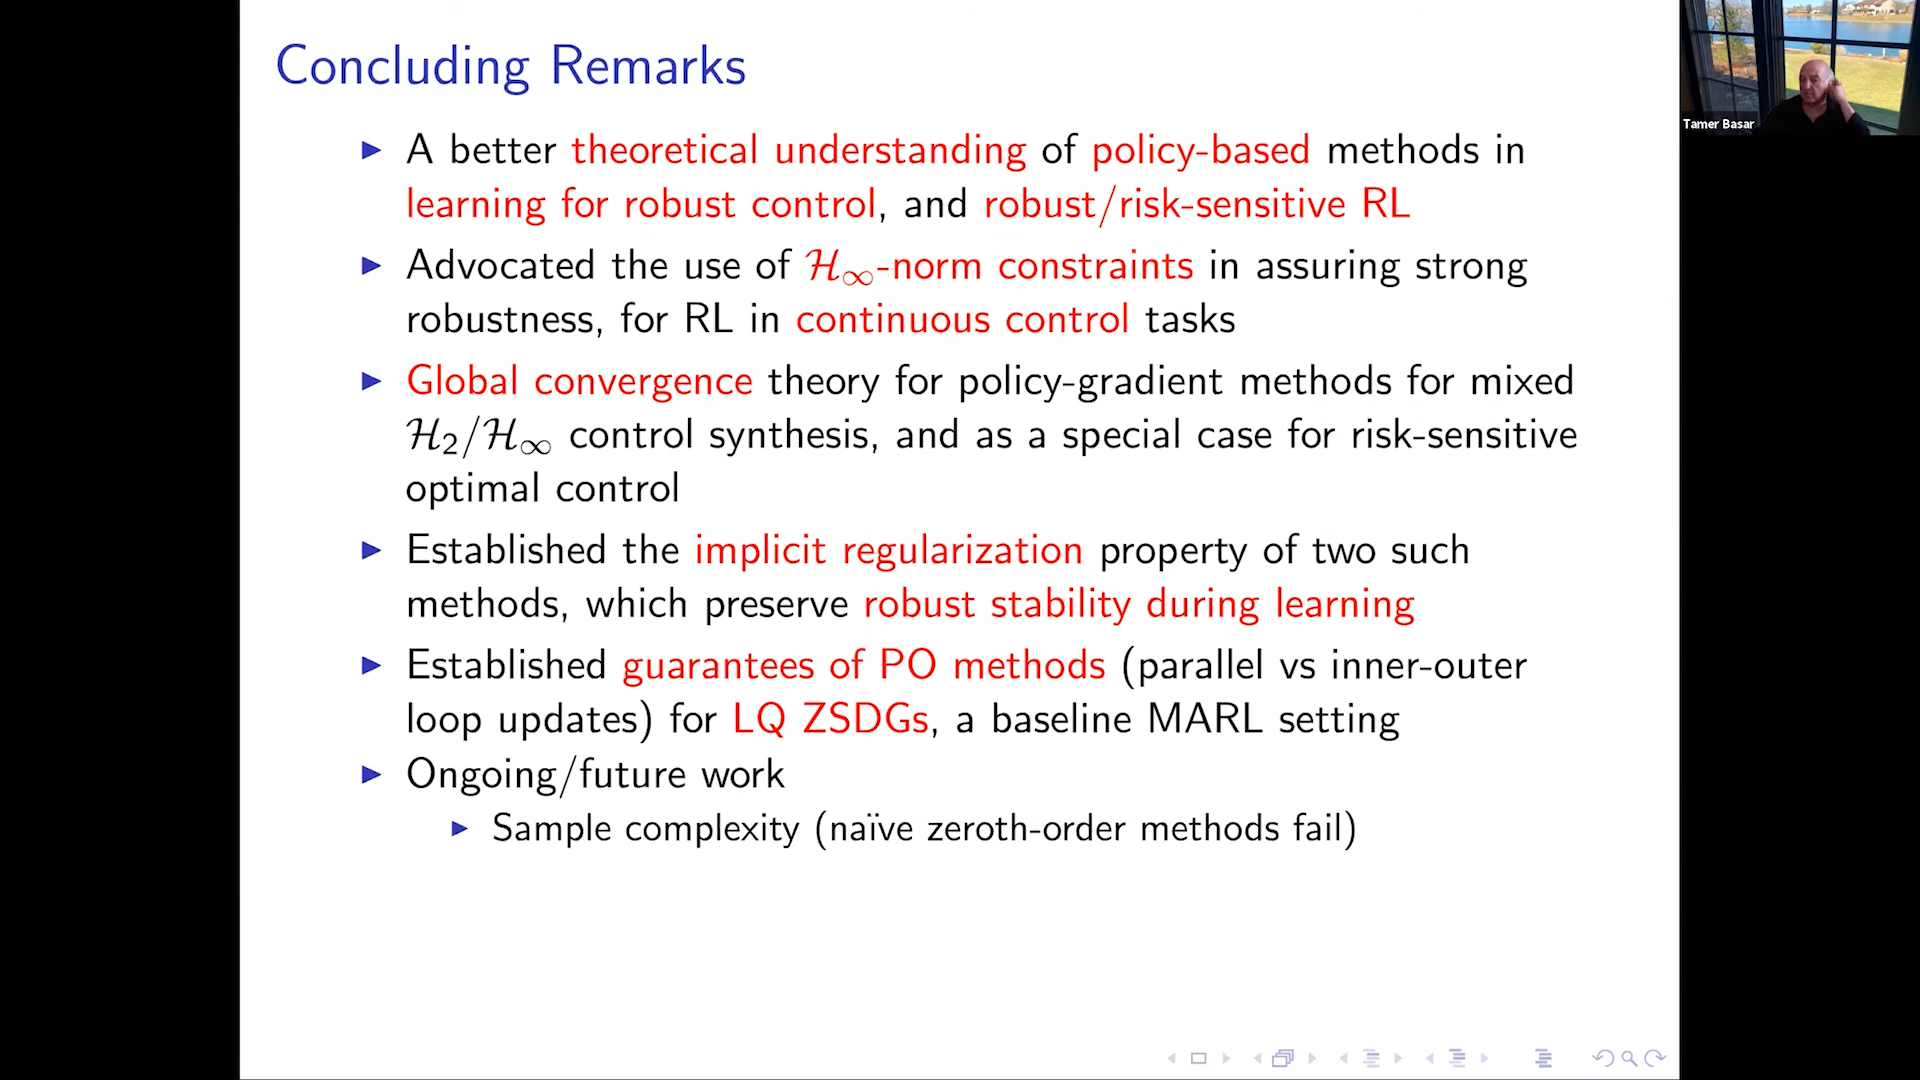 Concluding Remarks
Tamer Basar
▶ A better theoretical understanding of policy-based methods in
learning for robust control, and robust/risk-sensitive RL
▶ Advocated the use of ℋ∞-norm constraints in assuring strong
robustness, for RL in continuous control tasks
▶ Global convergence theory for policy-gradient methods for mixed
ℋ₂/ℋ∞ control synthesis, and as a special case for risk-sensitive
optimal control
▶ Established the implicit regularization property of two such
methods, which preserve robust stability during learning
▶ Established guarantees of PO methods (parallel vs inner-outer
loop updates) for LQ ZSDGs, a baseline MARL setting
▶ Ongoing/future work
▶ Sample complexity (naïve zeroth-order methods fail)